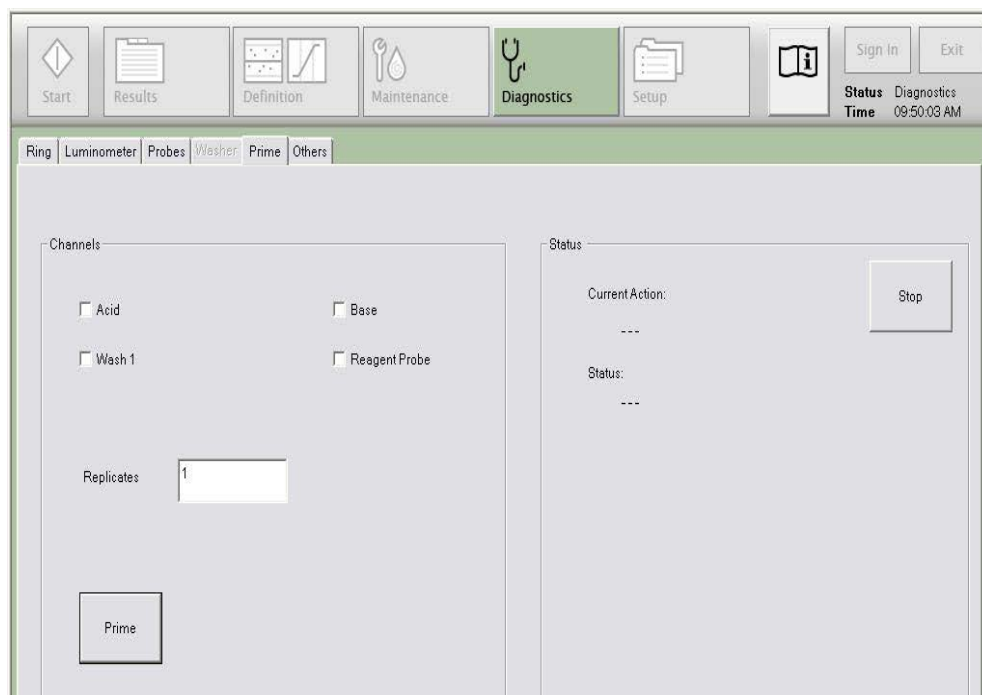 Start
Results
Definition
Maintenance
Diagnostics
Setup
Sign In
Exit
Status Diagnostics
Time 09:50:03 AM
Ring Luminometer Probes Washer Prime Others
Channels
Acid
Base
Wash 1
Reagent Probe
Replicates 1
Prime
Status
Current Action:
---
Status:
---
Stop